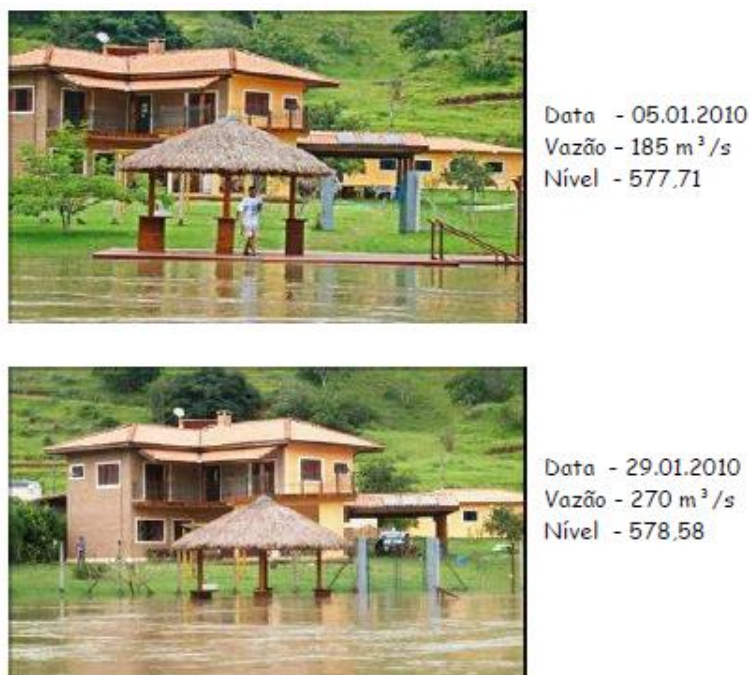 Data - 05.01.2010
Vazão - 185 m³/s
Nível - 577,71
Data - 29.01.2010
Vazão - 270 m³/s
Nível - 578,58